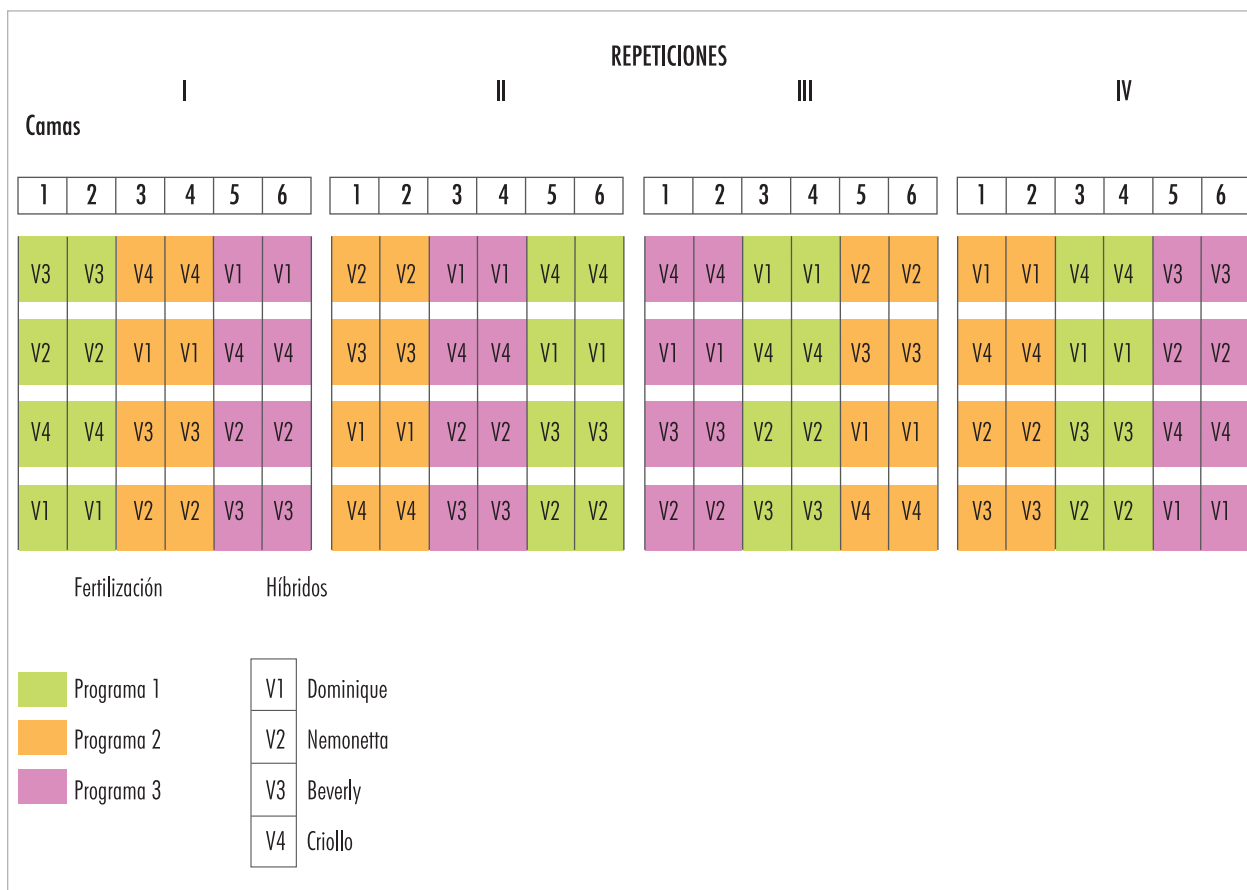 REPETICIONES
I II III IV
Camas
1 2 3 4 5 6 1 2 3 4 5 6 1 2 3 4 5 6 1 2 3 4 5 6
V3 V3 V4 V4 V1 V1 V2 V2 V1 V1 V4 V4 V4 V4 V1 V1 V2 V2 V1 V1 V4 V4 V3 V3
V2 V2 V1 V1 V4 V4 V3 V3 V4 V4 V1 V1 V1 V1 V4 V4 V3 V3 V4 V4 V1 V1 V2 V2
V4 V4 V3 V3 V2 V2 V1 V1 V2 V2 V3 V3 V3 V3 V2 V2 V1 V1 V2 V2 V3 V3 V4 V4
V1 V1 V2 V2 V3 V3 V4 V4 V3 V3 V2 V2 V2 V2 V3 V3 V4 V4 V3 V3 V2 V2 V1 V1
Fertilización Híbridos
Programa 1 V1 Dominique
Programa 2 V2 Nemonetta
Programa 3 V3 Beverly
V4 Criollo